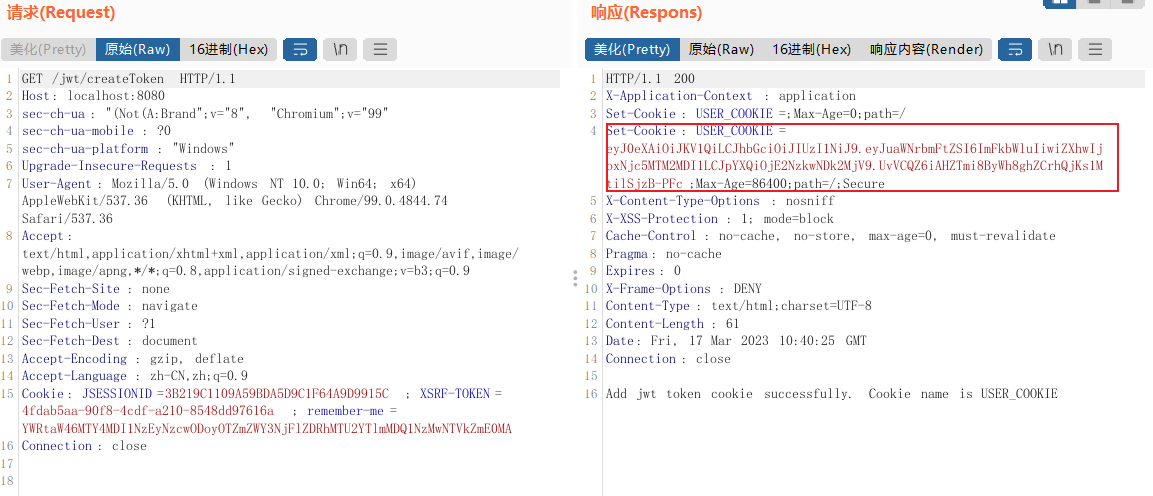 请求(Request)
美化(Pretty) 原始(Raw) 16进制(Hex) \n
1 GET /jwt/createToken HTTP/1.1
2 Host: localhost:8080
3 sec-ch-ua: "(Not(A:Brand";v="8", "Chromium";v="99"
4 sec-ch-ua-mobile: ?0
5 sec-ch-ua-platform: "Windows"
6 Upgrade-Insecure-Requests: 1
7 User-Agent: Mozilla/5.0 (Windows NT 10.0; Win64; x64)
AppleWebKit/537.36 (KHTML, like Gecko) Chrome/99.0.4844.74
Safari/537.36
8 Accept:
text/html,application/xhtml+xml,application/xml;q=0.9,image/avif,image/
webp,image/apng,*/*;q=0.8,application/signed-exchange;v=b3;q=0.9
9 Sec-Fetch-Site: none
10 Sec-Fetch-Mode: navigate
11 Sec-Fetch-User: ?1
12 Sec-Fetch-Dest: document
13 Accept-Encoding: gzip, deflate
14 Accept-Language: zh-CN,zh;q=0.9
15 Cookie: JSESSIONID=3B219C1109A59BDA5D9C1F64A9D9915C; XSRF-TOKEN=
4fdab5aa-90f8-4cdf-a210-8548dd97616a; remember-me=
YWRtaW46MTY4MDI1NzEyNzcwODoyOTZmZWY3NjFlZDRhMTU2YTlmMDQ1NzMwNTVkZmE0MA
16 Connection: close
17
18
响应(Respons)
美化(Pretty) 原始(Raw) 16进制(Hex) 响应内容(Render) \n
1 HTTP/1.1 200
2 X-Application-Context: application
3 Set-Cookie: USER_COOKIE=;Max-Age=0;path=/
4 Set-Cookie: USER_COOKIE=
eyJ0eXAiOiJKV1QiLCJhbGciOiJIUzI1NiJ9.eyJuaWNrbmFtZSI6ImFkbWluIiwiZXhwIj
oxNjc5MTM2MDI1LCJpYXQiOjE2NzkwNDk2MjV9.UvVCQZ6iAHZTmi8ByWh8ghZCrhQjKs1M
tilSjzB-PFc;Max-Age=86400;path=/;Secure
5 X-Content-Type-Options: nosniff
6 X-XSS-Protection: 1; mode=block
7 Cache-Control: no-cache, no-store, max-age=0, must-revalidate
8 Pragma: no-cache
9 Expires: 0
10 X-Frame-Options: DENY
11 Content-Type: text/html;charset=UTF-8
12 Content-Length: 61
13 Date: Fri, 17 Mar 2023 10:40:25 GMT
14 Connection: close
15
16 Add jwt token cookie successfully. Cookie name is USER_COOKIE